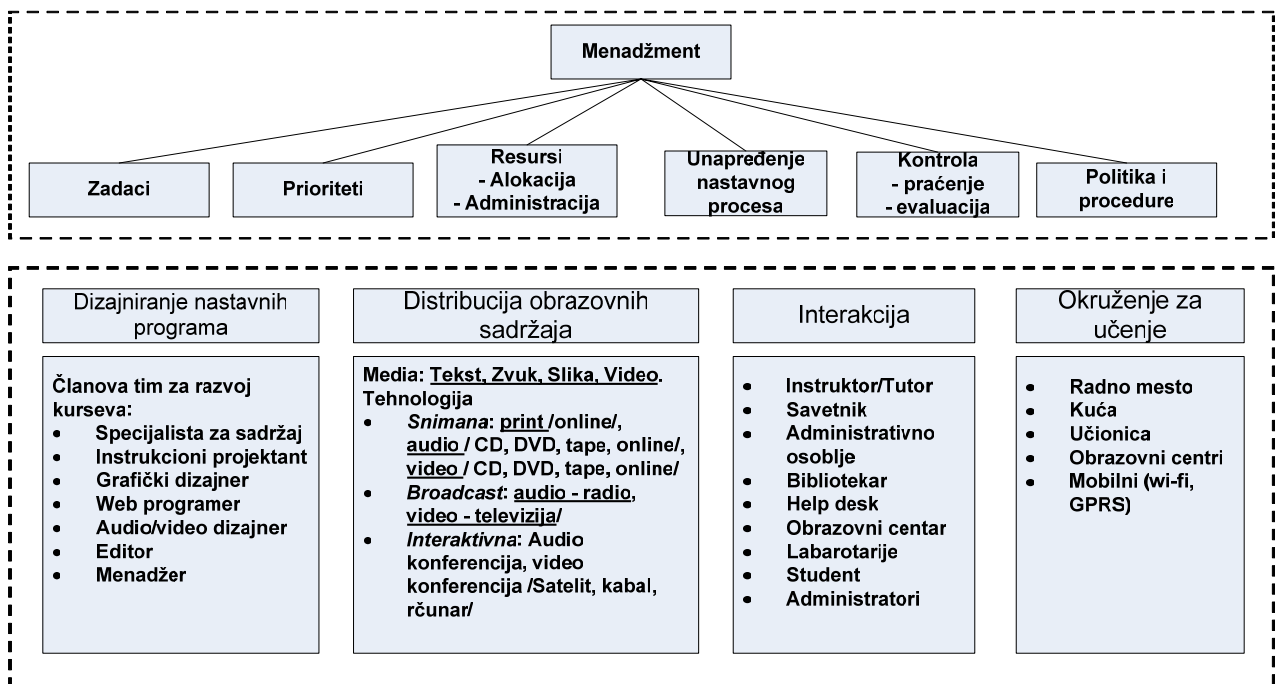 Menadžment
Zadaci
Prioriteti
Resursi
- Alokacija
- Administracija
Unapređenje
nastavnog
procesa
Kontrola
- praćenje
- evaluacija
Politika i
procedure
Dizajniranje nastavnih
programa
Članova tim za razvoj
kurseva:
• Specijalista za sadržaj
• Instrukcioni projektant
• Grafički dizajner
• Web programer
• Audio/video dizajner
• Editor
• Menadžer
Distribucija obrazovnih
sadržaja
Media: Tekst, Zvuk, Slika, Video.
Tehnologija
• Snimana: print /online/,
audio / CD, DVD, tape, online/,
video / CD, DVD, tape, online/
• Broadcast: audio - radio,
video - televizija/
• Interaktivna: Audio
konferencija, video
konferencija /Satelit, kabal,
rčunar/
Interakcija
• Instruktor/Tutor
• Savetnik
• Administrativno
osoblje
• Bibliotekar
• Help desk
• Obrazovni centar
• Labarotarije
• Student
• Administratori
Okruženje za
učenje
• Radno mesto
• Kuća
• Učionica
• Obrazovni centri
• Mobilni (wi-fi,
GPRS)